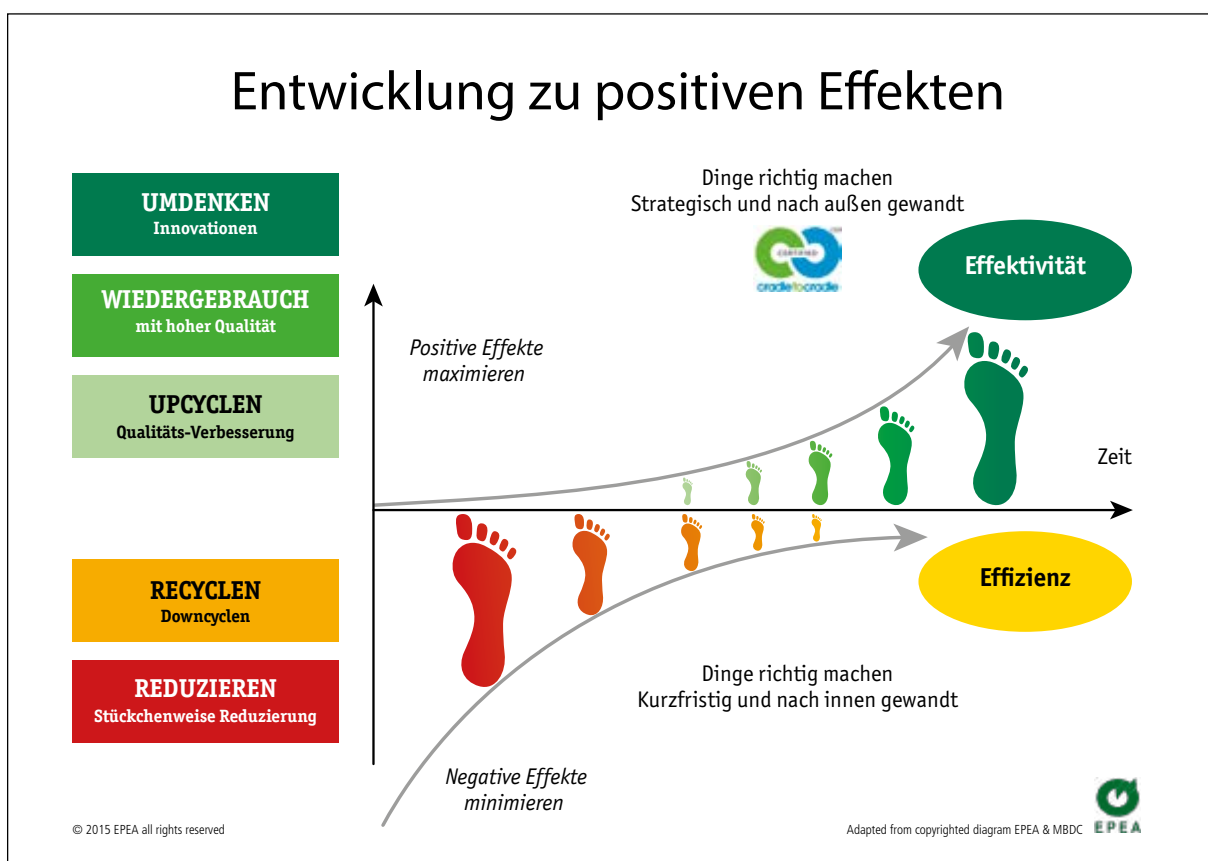 Entwicklung zu positiven Effekten
UMDENKEN
Innovationen
WIEDERGEBRAUCH
mit hoher Qualität
UPCYCLEN
Qualitäts-Verbesserung
RECYCLEN
Downcyclen
REDUZIEREN
Stückchenweise Reduzierung
Dinge richtig machen
Strategisch und nach außen gewandt
CERTIFIED
cradletocradle
Effektivität
Positive Effekte
maximieren
Zeit
Effizienz
Dinge richtig machen
Kurzfristig und nach innen gewandt
Negative Effekte
minimieren
© 2015 EPEA all rights reserved
Adapted from copyrighted diagram EPEA & MBDC
EPEA